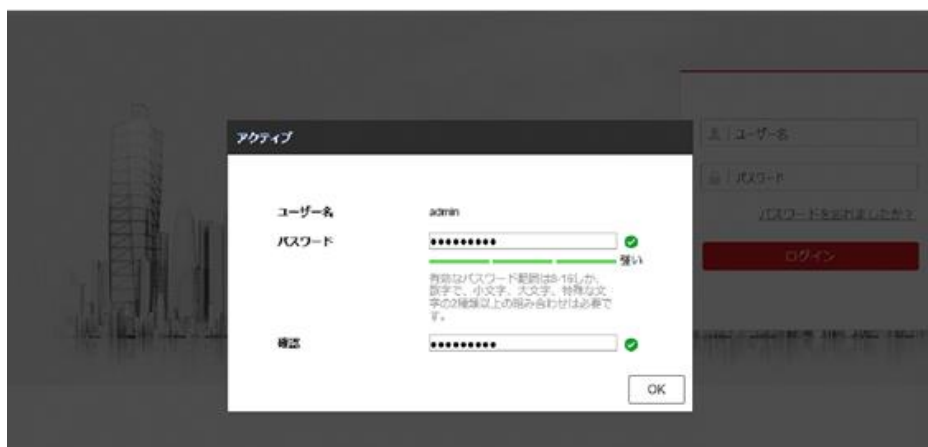 アクティブ
ユーザー名
admin
パスワード
●●●●●●●●●
強い
有効なパスワード範囲は8-16しか、
数字で、小文字、大文字、特殊な文
字の2種類以上の組み合わせは必要で
す。
確認
●●●●●●●●●
OK
ユーザー名
パスワード
パスワードを忘れましたか？
ログイン